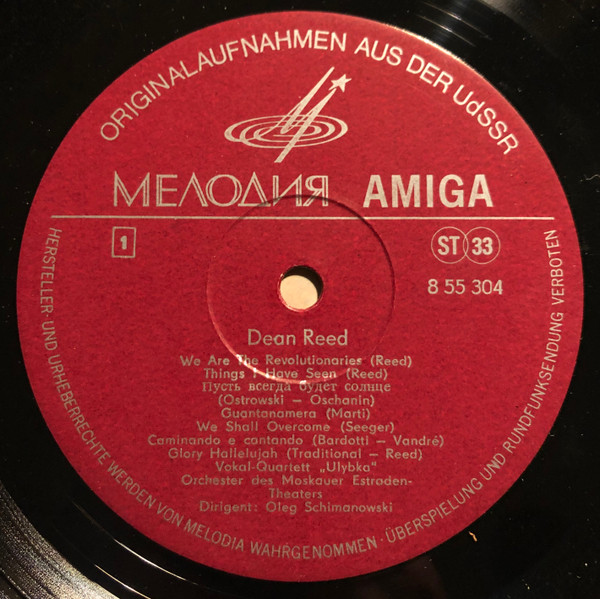 ORIGINALAUFNAHMEN AUS DER UdSSR
МЕЛОДИЯ AMIGA
1
ST 33
8 55 304
Dean Reed
We Are The Revolutionaries (Reed)
Things I Have Seen (Reed)
Пусть всегда будет солнце
(Ostrowski – Oschanin)
Guantanamera (Marti)
We Shall Overcome (Seeger)
Caminando e cantando (Bardotti – Vandré)
Glory Hallelujah (Traditional – Reed)
Vokal-Quartett „Ulybka“
Orchester des Moskauer Estraden-
Theaters
Dirigent: Oleg Schimanowski
HERSTELLER- UND URHEBERRECHTE WERDEN VON MELODIA WAHRGENOMMEN · ÜBERSPIELUNG UND RUNDFUNKSENDUNG VERBOTEN